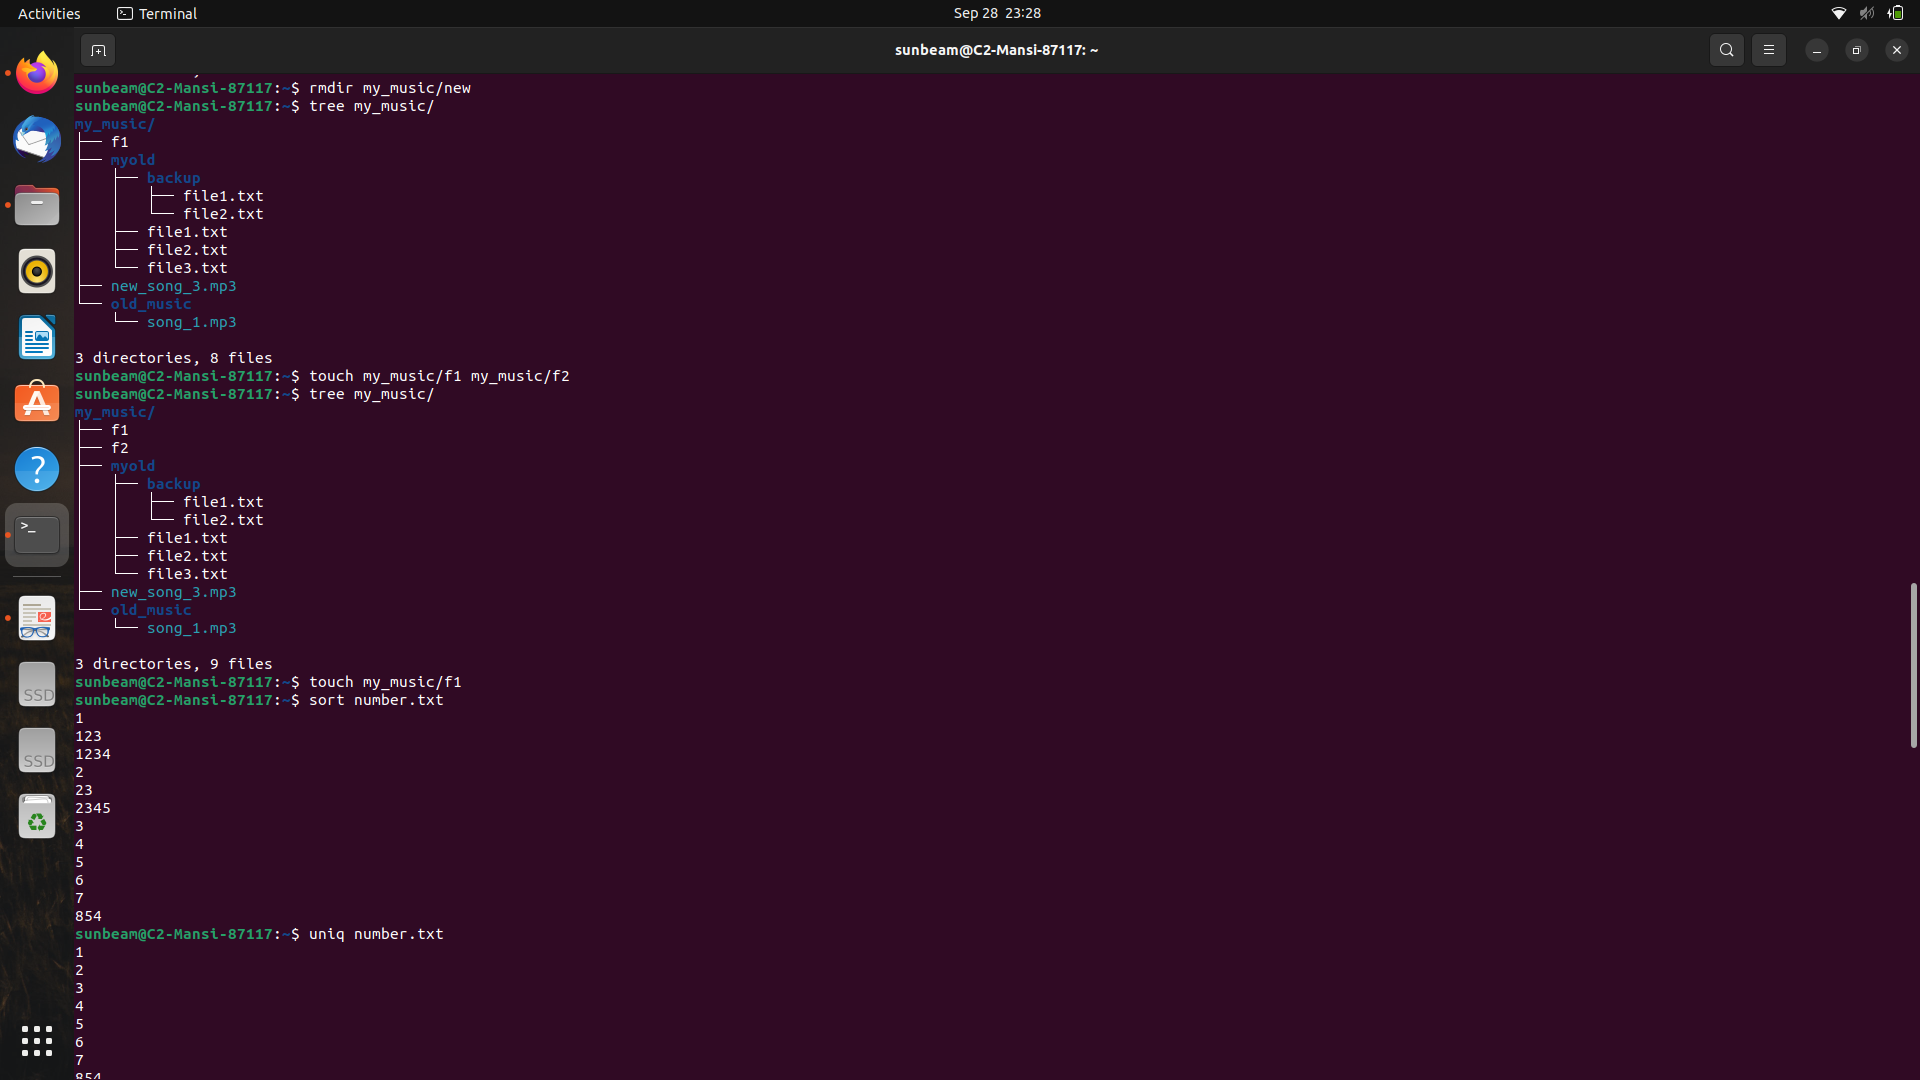 Activities
Terminal
Sep 28 23:28
sunbeam@C2-Mansi-87117: ~
sunbeam@C2-Mansi-87117:~$ rmdir my_music/new
sunbeam@C2-Mansi-87117:~$ tree my_music/
my_music/
├── f1
├── myold
│   ├── backup
│   │   ├── file1.txt
│   │   └── file2.txt
│   ├── file1.txt
│   ├── file2.txt
│   └── file3.txt
├── new_song_3.mp3
└── old_music
    └── song_1.mp3
3 directories, 8 files
sunbeam@C2-Mansi-87117:~$ touch my_music/f1 my_music/f2
sunbeam@C2-Mansi-87117:~$ tree my_music/
my_music/
├── f1
├── f2
├── myold
│   ├── backup
│   │   ├── file1.txt
│   │   └── file2.txt
│   ├── file1.txt
│   ├── file2.txt
│   └── file3.txt
├── new_song_3.mp3
└── old_music
    └── song_1.mp3
3 directories, 9 files
sunbeam@C2-Mansi-87117:~$ touch my_music/f1
sunbeam@C2-Mansi-87117:~$ sort number.txt
1
123
1234
2
23
2345
3
4
5
6
7
854
sunbeam@C2-Mansi-87117:~$ uniq number.txt
1
2
3
4
5
6
7
854
>_
SSD
SSD